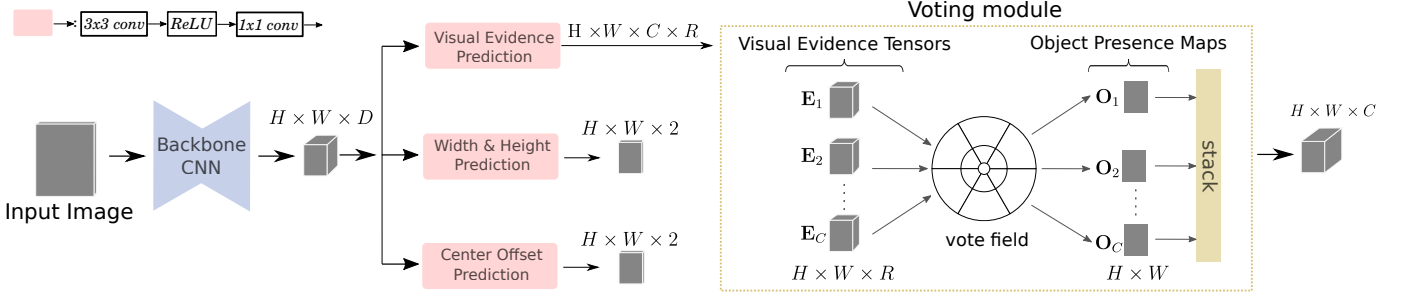 : 3x3 conv ReLU 1x1 conv
Voting module
Visual Evidence
Prediction
H × W × C × R
Visual Evidence Tensors
Object Presence Maps
E1
E2
EC
H × W × R
vote field
O1
O2
OC
H × W
stack
H × W × C
Backbone
CNN
H × W × D
Input Image
Width & Height
Prediction
H × W × 2
Center Offset
Prediction
H × W × 2